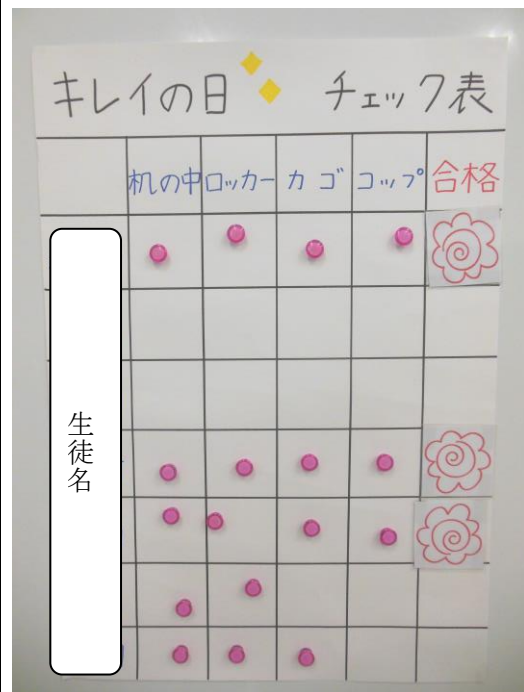 キレイの日 チェック表
机の中 ロッカー カゴ コップ 合格
生徒名